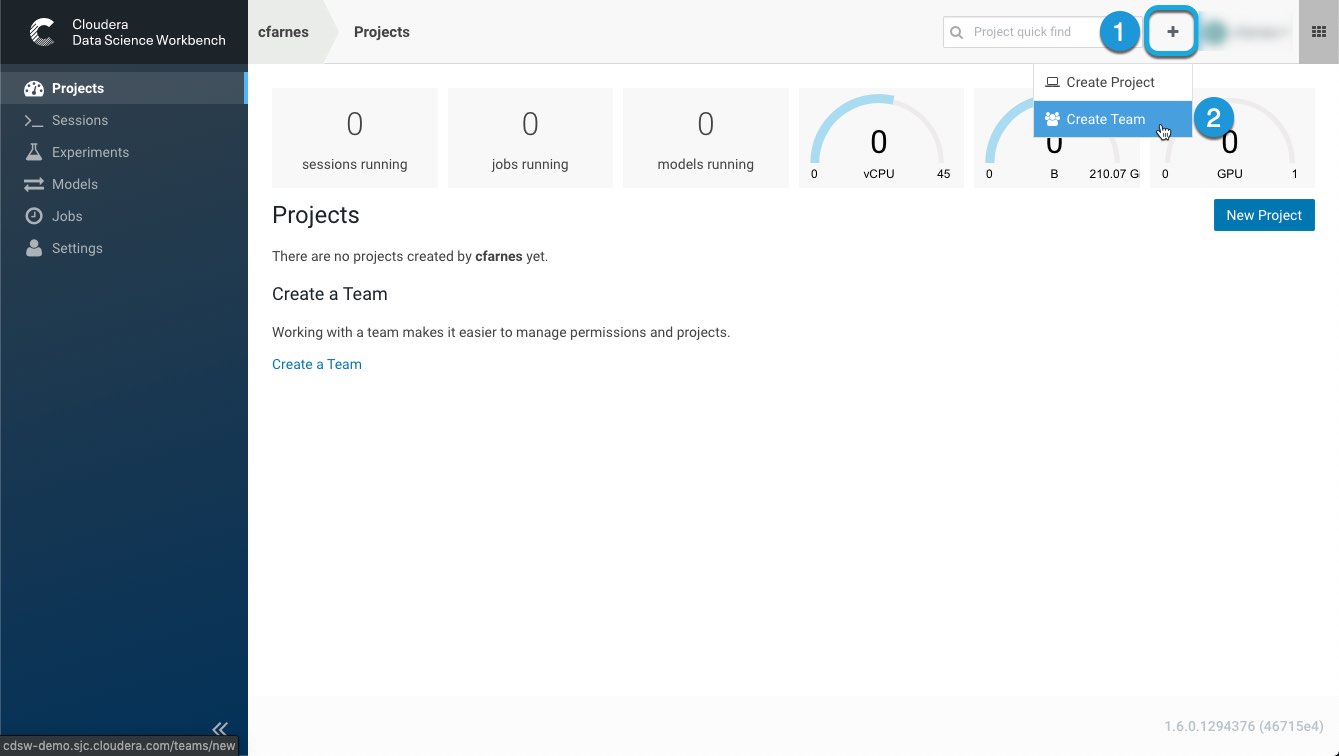 Cloudera
Data Science Workbench
cfarnes
Projects
Project quick find
1
+
Create Project
Create Team
2
Projects
Sessions
Experiments
Models
Jobs
Settings
0
sessions running
0
jobs running
0
models running
0
0 vCPU 45
0
0 B 210.07 G
0
0 GPU 1
Projects
New Project
There are no projects created by cfarnes yet.
Create a Team
Working with a team makes it easier to manage permissions and projects.
Create a Team
1.6.0.1294376 (46715e4)
cdsw-demo.sjc.cloudera.com/teams/new